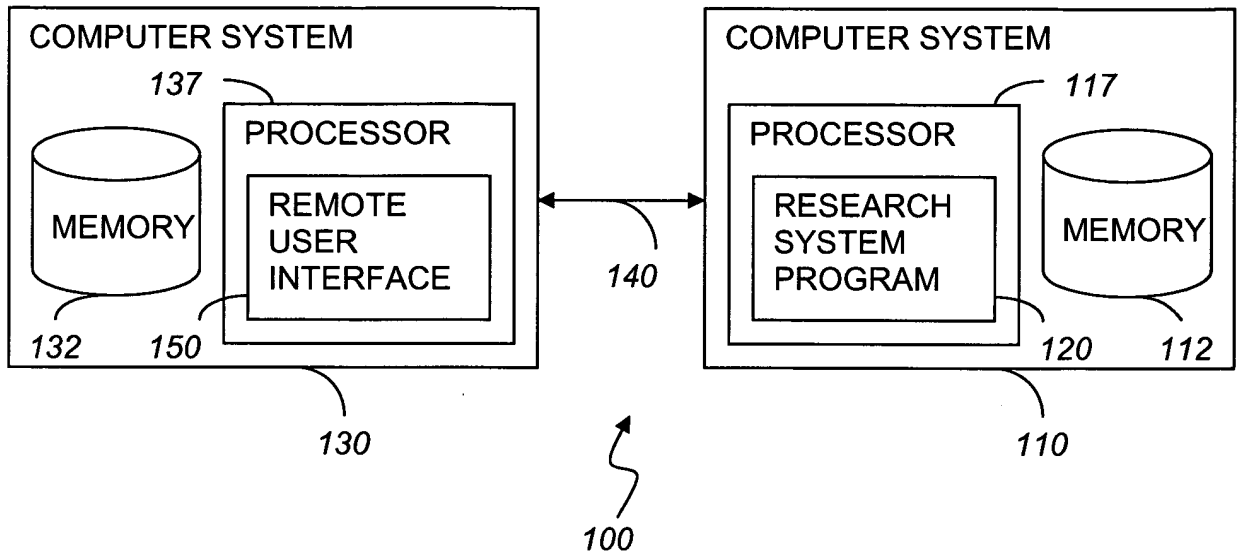 COMPUTER SYSTEM
137
PROCESSOR
MEMORY
REMOTE
USER
INTERFACE
132
150
130
140
100
COMPUTER SYSTEM
117
PROCESSOR
RESEARCH
SYSTEM
PROGRAM
MEMORY
120
112
110